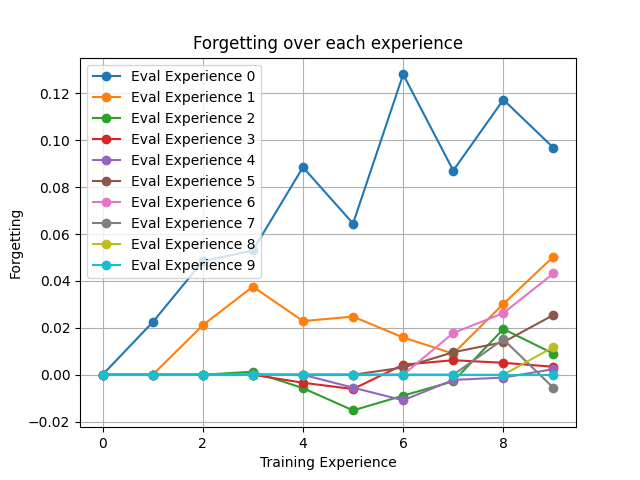 Forgetting over each experience
Eval Experience 0
Eval Experience 1
Eval Experience 2
Eval Experience 3
Eval Experience 4
Eval Experience 5
Eval Experience 6
Eval Experience 7
Eval Experience 8
Eval Experience 9
0.12
0.10
0.08
0.06
0.04
0.02
0.00
−0.02
Forgetting
0 2 4 6 8
Training Experience